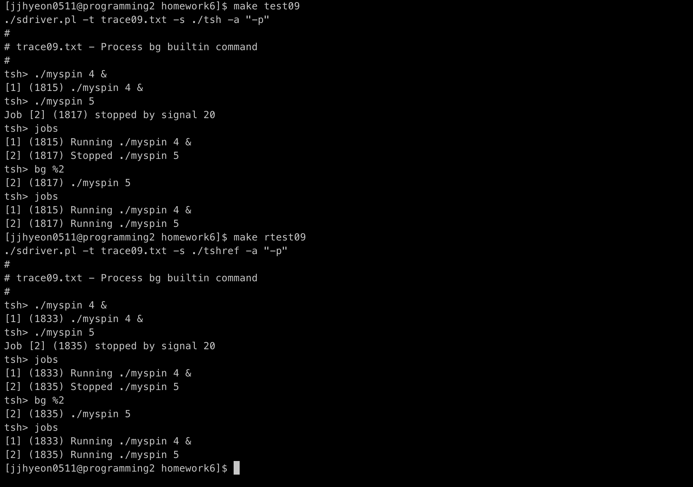 [jjhyeon0511@programming2 homework6]$ make test09
./sdriver.pl -t trace09.txt -s ./tsh -a "-p"
#
# trace09.txt - Process bg builtin command
#
tsh> ./myspin 4 &
[1] (1815) ./myspin 4 &
tsh> ./myspin 5
Job [2] (1817) stopped by signal 20
tsh> jobs
[1] (1815) Running ./myspin 4 &
[2] (1817) Stopped ./myspin 5
tsh> bg %2
[2] (1817) ./myspin 5
tsh> jobs
[1] (1815) Running ./myspin 4 &
[2] (1817) Running ./myspin 5
[jjhyeon0511@programming2 homework6]$ make rtest09
./sdriver.pl -t trace09.txt -s ./tshref -a "-p"
#
# trace09.txt - Process bg builtin command
#
tsh> ./myspin 4 &
[1] (1833) ./myspin 4 &
tsh> ./myspin 5
Job [2] (1835) stopped by signal 20
tsh> jobs
[1] (1833) Running ./myspin 4 &
[2] (1835) Stopped ./myspin 5
tsh> bg %2
[2] (1835) ./myspin 5
tsh> jobs
[1] (1833) Running ./myspin 4 &
[2] (1835) Running ./myspin 5
[jjhyeon0511@programming2 homework6]$